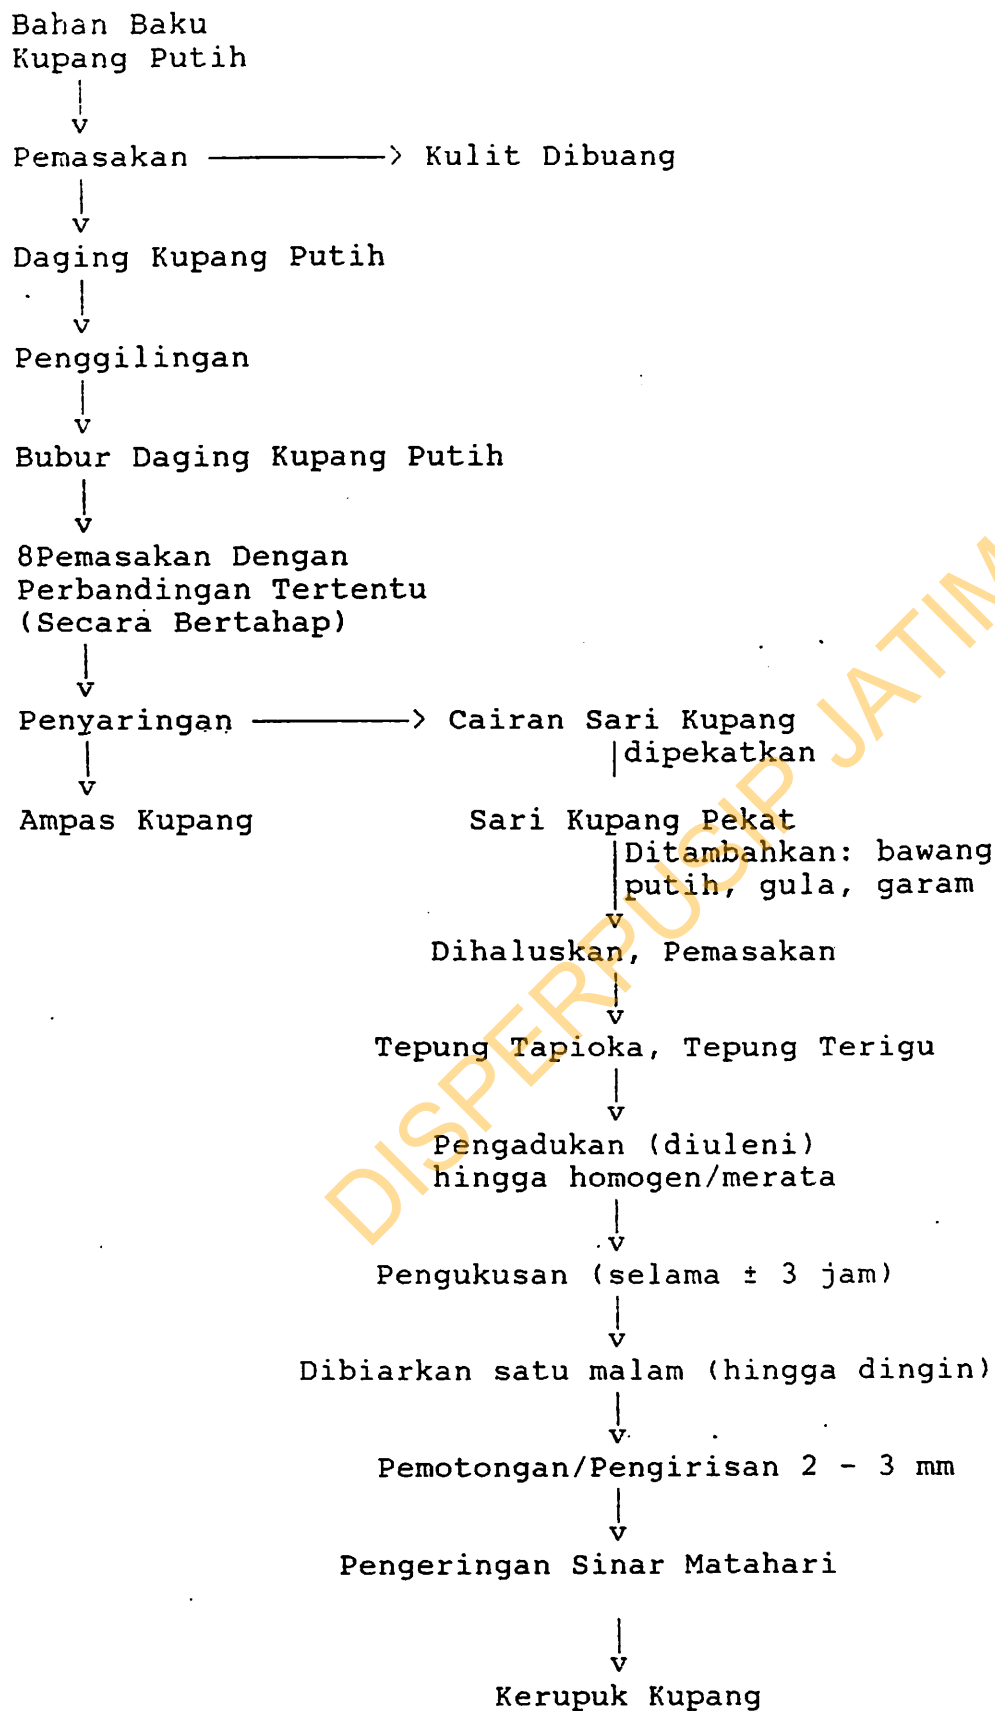 Bahan Baku
Kupang Putih
Pemasakan ———> Kulit Dibuang
Daging Kupang Putih
Penggilingan
Bubur Daging Kupang Putih
8Pemasakan Dengan
Perbandingan Tertentu
(Secara Bertahap)
Penyaringan ———> Cairan Sari Kupang
dipekatkan
Ampas Kupang
Sari Kupang Pekat
Ditambahkan: bawang
putih, gula, garam
Dihaluskan, Pemasakan
Tepung Tapioka, Tepung Terigu
Pengadukan (diuleni)
hingga homogen/merata
Pengukusan (selama ± 3 jam)
Dibiarkan satu malam (hingga dingin)
Pemotongan/Pengirisan 2 - 3 mm
Pengeringan Sinar Matahari
Kerupuk Kupang
DISPERPUSIP JATIM